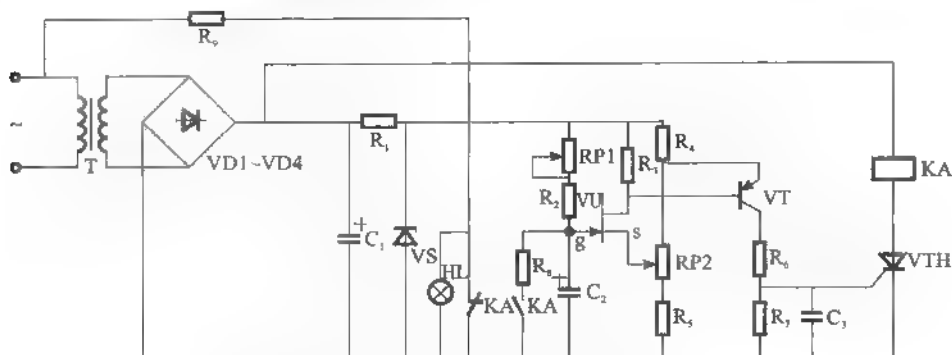 R₉
~
T
VD1~VD4
R₁
C₁
VS
HL
KA
R₈
KA
RP1
R₂
VU
g
s
C₂
R₃
R₄
RP2
R₅
VT
R₆
R₇
C₃
KA
VTH